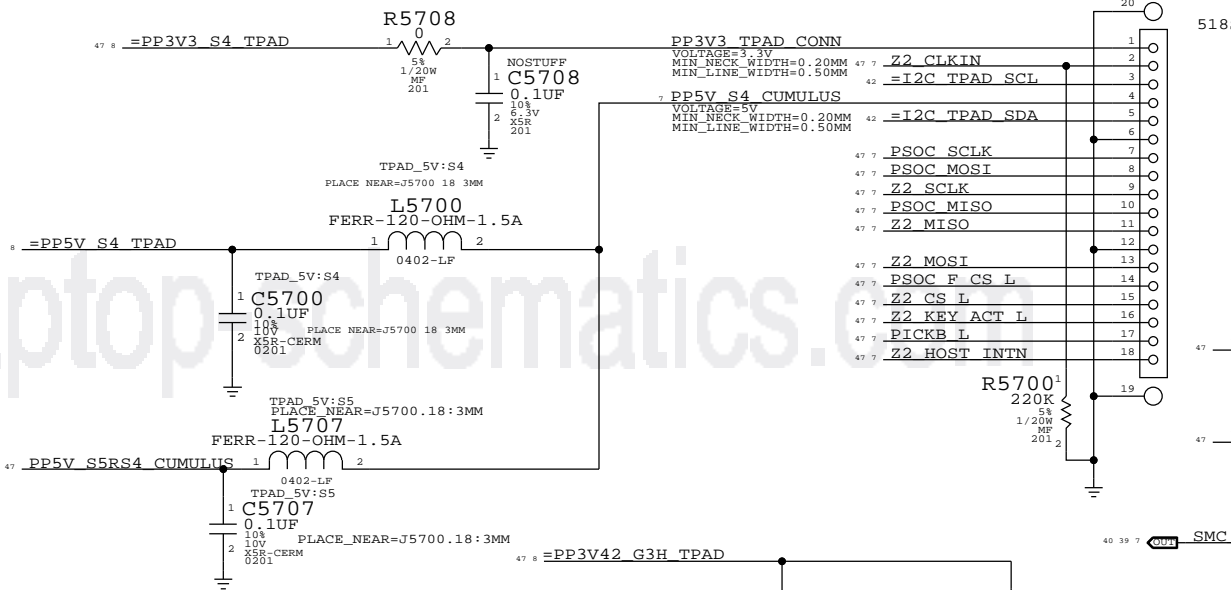 R5708
0
47 8 =PP3V3_S4_TPAD
1 2
5%
1/20W
MF
201
NOSTUFF
C5708
1
0.1UF
10%
6.3V
X5R
201
2
PP3V3_TPAD_CONN
VOLTAGE=3.3V
MIN_NECK_WIDTH=0.20MM
MIN_LINE_WIDTH=0.50MM
7 PP5V_S4_CUMULUS
VOLTAGE=5V
MIN_NECK_WIDTH=0.20MM
MIN_LINE_WIDTH=0.50MM
20
518
1
47 7 Z2_CLKIN 2
42 =I2C_TPAD_SCL 3
4
42 =I2C_TPAD_SDA 5
6
47 7 PSOC_SCLK 7
47 7 PSOC_MOSI 8
47 7 Z2_SCLK 9
47 7 PSOC_MISO 10
47 7 Z2_MISO 11
12
47 7 Z2_MOSI 13
47 7 PSOC_F_CS_L 14
47 7 Z2_CS_L 15
47 7 Z2_KEY_ACT_L 16
47 7 PICKB_L 17
47 7 Z2_HOST_INTN 18
19
R5700
1
220K
5%
1/20W
MF
201
2
TPAD_5V:S4
PLACE NEAR=J5700 18 3MM
L5700
FERR-120-OHM-1.5A
8 =PP5V_S4_TPAD
1 2
0402-LF
TPAD_5V:S4
1 C5700
0.1UF
10%
10V
X5R-CERM
0201
2
PLACE NEAR=J5700 18 3MM
TPAD_5V:S5
PLACE_NEAR=J5700.18:3MM
L5707
FERR-120-OHM-1.5A
47 PP5V_S5RS4_CUMULUS
1 2
0402-LF
TPAD_5V:S5
1 C5707
0.1UF
10%
10V
X5R-CERM
0201
2
PLACE_NEAR=J5700.18:3MM
47 8 =PP3V42_G3H_TPAD
47
47
40 39 7 OUT SMC
ptop-schematics.com